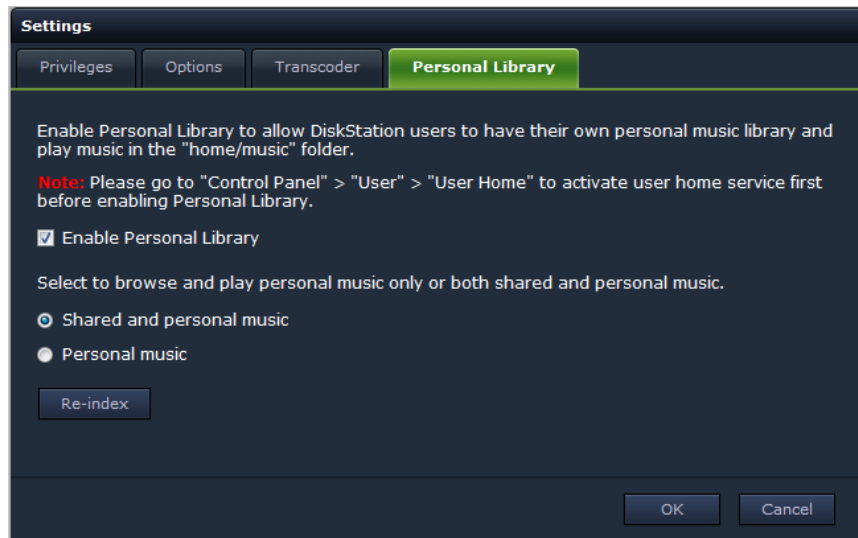 Settings
Privileges Options Transcoder Personal Library
Enable Personal Library to allow DiskStation users to have their own personal music library and
play music in the "home/music" folder.
Note: Please go to "Control Panel" > "User" > "User Home" to activate user home service first
before enabling Personal Library.
Enable Personal Library
Select to browse and play personal music only or both shared and personal music.
Shared and personal music
Personal music
Re-index
OK Cancel